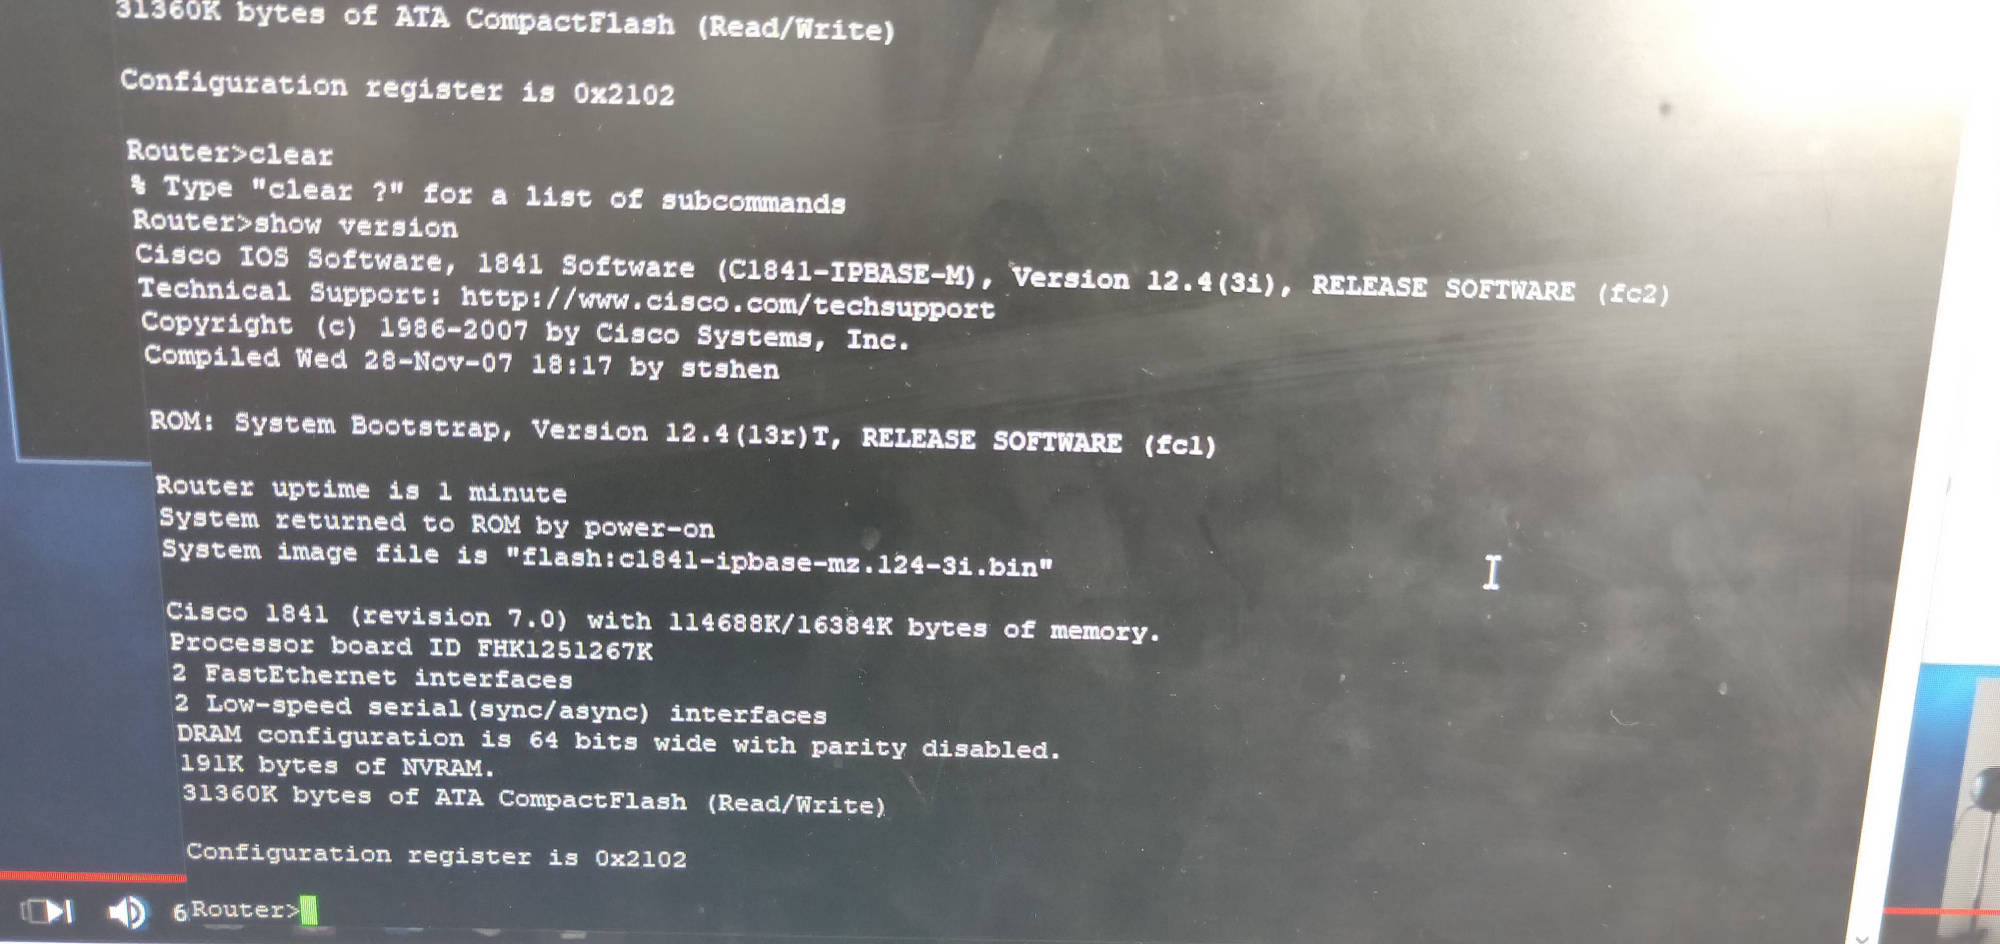 31360K bytes of ATA CompactFlash (Read/Write)
Configuration register is 0x2102
Router>clear
% Type "clear ?" for a list of subcommands
Router>show version
Cisco IOS Software, 1841 Software (C1841-IPBASE-M), Version 12.4(3i), RELEASE SOFTWARE (fc2)
Technical Support: http://www.cisco.com/techsupport
Copyright (c) 1986-2007 by Cisco Systems, Inc.
Compiled Wed 28-Nov-07 18:17 by stshen
ROM: System Bootstrap, Version 12.4(13r)T, RELEASE SOFTWARE (fc1)
Router uptime is 1 minute
System returned to ROM by power-on
System image file is "flash:c1841-ipbase-mz.124-3i.bin"
Cisco 1841 (revision 7.0) with 114688K/16384K bytes of memory.
Processor board ID FHK1251267K
2 FastEthernet interfaces
2 Low-speed serial(sync/async) interfaces
DRAM configuration is 64 bits wide with parity disabled.
191K bytes of NVRAM.
31360K bytes of ATA CompactFlash (Read/Write)
Configuration register is 0x2102
6
Router>